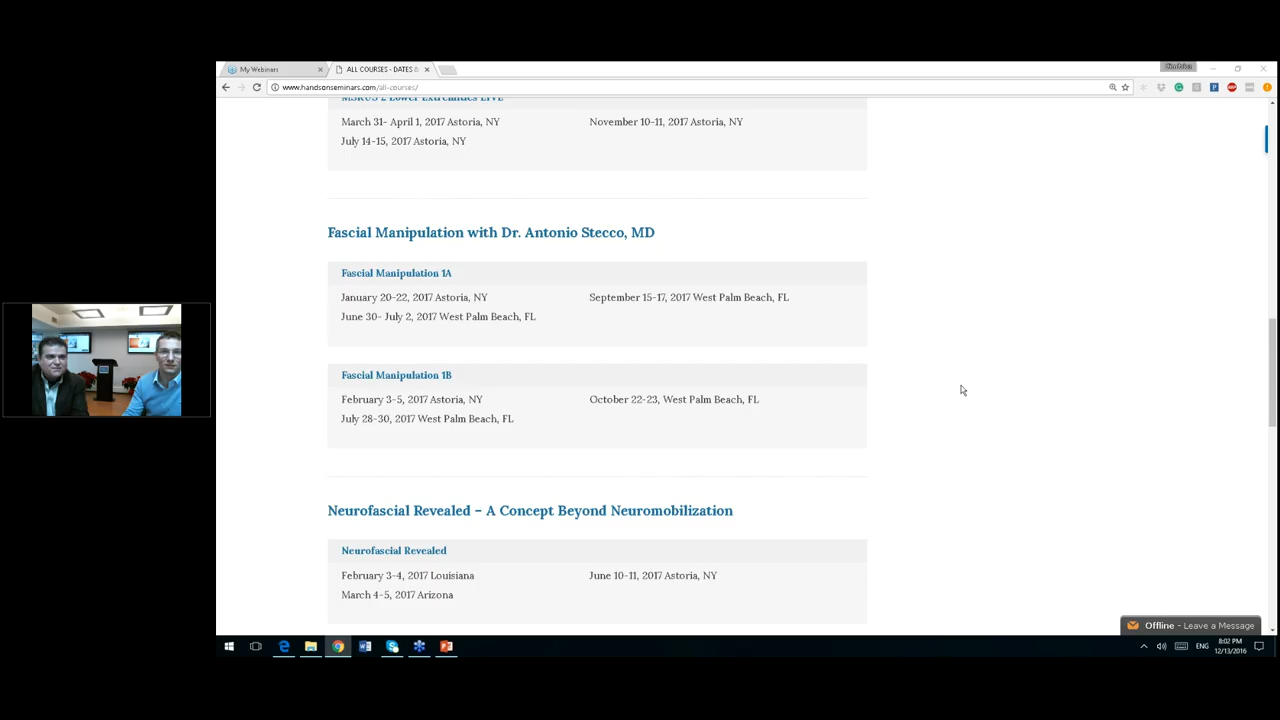 My Webinars
ALL COURSES - DATES &
www.handsonseminars.com/all-courses/
MSKUS 2 Lower Extremities LIVE
March 31- April 1, 2017 Astoria, NY
November 10-11, 2017 Astoria, NY
July 14-15, 2017 Astoria, NY
Fascial Manipulation with Dr. Antonio Stecco, MD
Fascial Manipulation 1A
January 20-22, 2017 Astoria, NY
September 15-17, 2017 West Palm Beach, FL
June 30- July 2, 2017 West Palm Beach, FL
Fascial Manipulation 1B
February 3-5, 2017 Astoria, NY
October 22-23, West Palm Beach, FL
July 28-30, 2017 West Palm Beach, FL
Neurofascial Revealed – A Concept Beyond Neuromobilization
Neurofascial Revealed
February 3-4, 2017 Louisiana
June 10-11, 2017 Astoria, NY
March 4-5, 2017 Arizona
Offline - Leave a Message
ENG
8:02 PM
12/13/2016